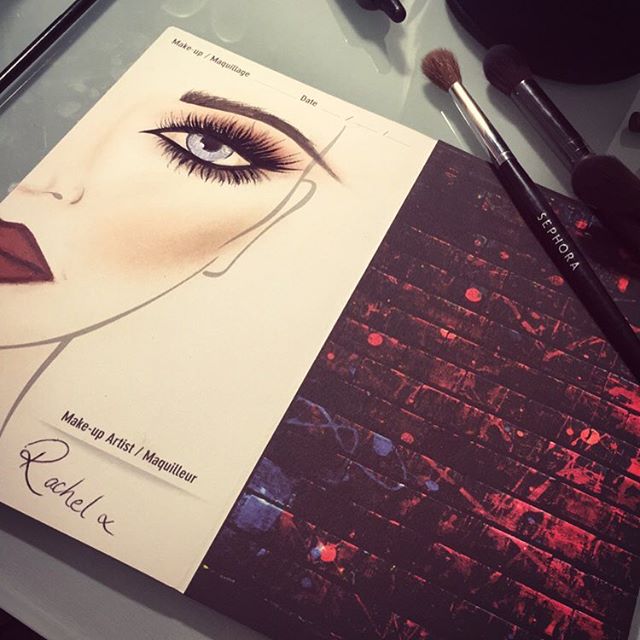 Make-up / Maquillage
Date / /
SEPHORA
Make-up Artist / Maquilleur
Rachel x